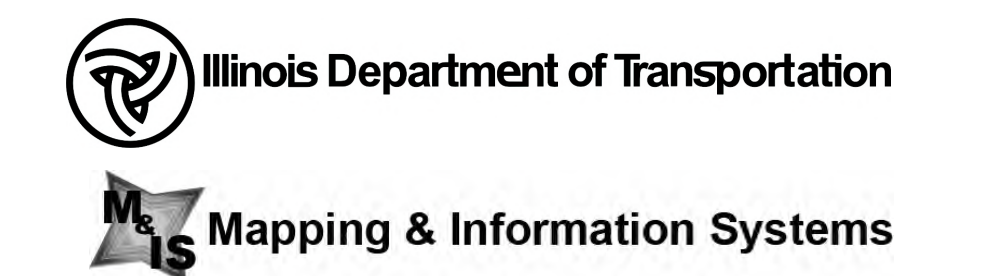 Illinois Department of Transportation
M&IS
Mapping & Information Systems